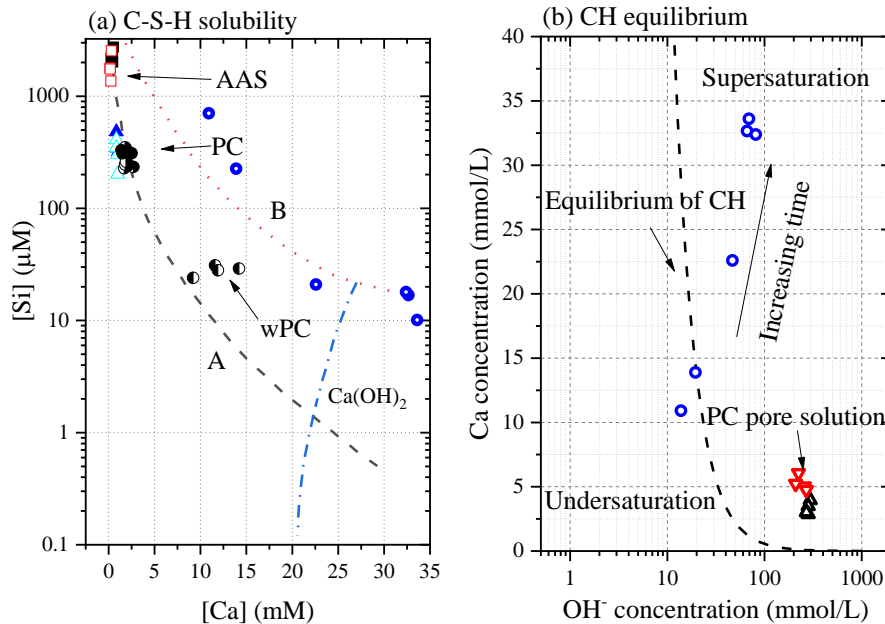 (a) C-S-H solubility
1000
100
10
1
0.1
[Si] (μM)
AAS
PC
B
wPC
A
Ca(OH)₂
0 5 10 15 20 25 30 35
[Ca] (mM)
(b) CH equilibrium
40
35
30
25
20
15
10
5
0
Ca concentration (mmol/L)
Supersaturation
Equilibrium of CH
Increasing time
PC pore solution
Undersaturation
1 10 100 1000
OH⁻ concentration (mmol/L)